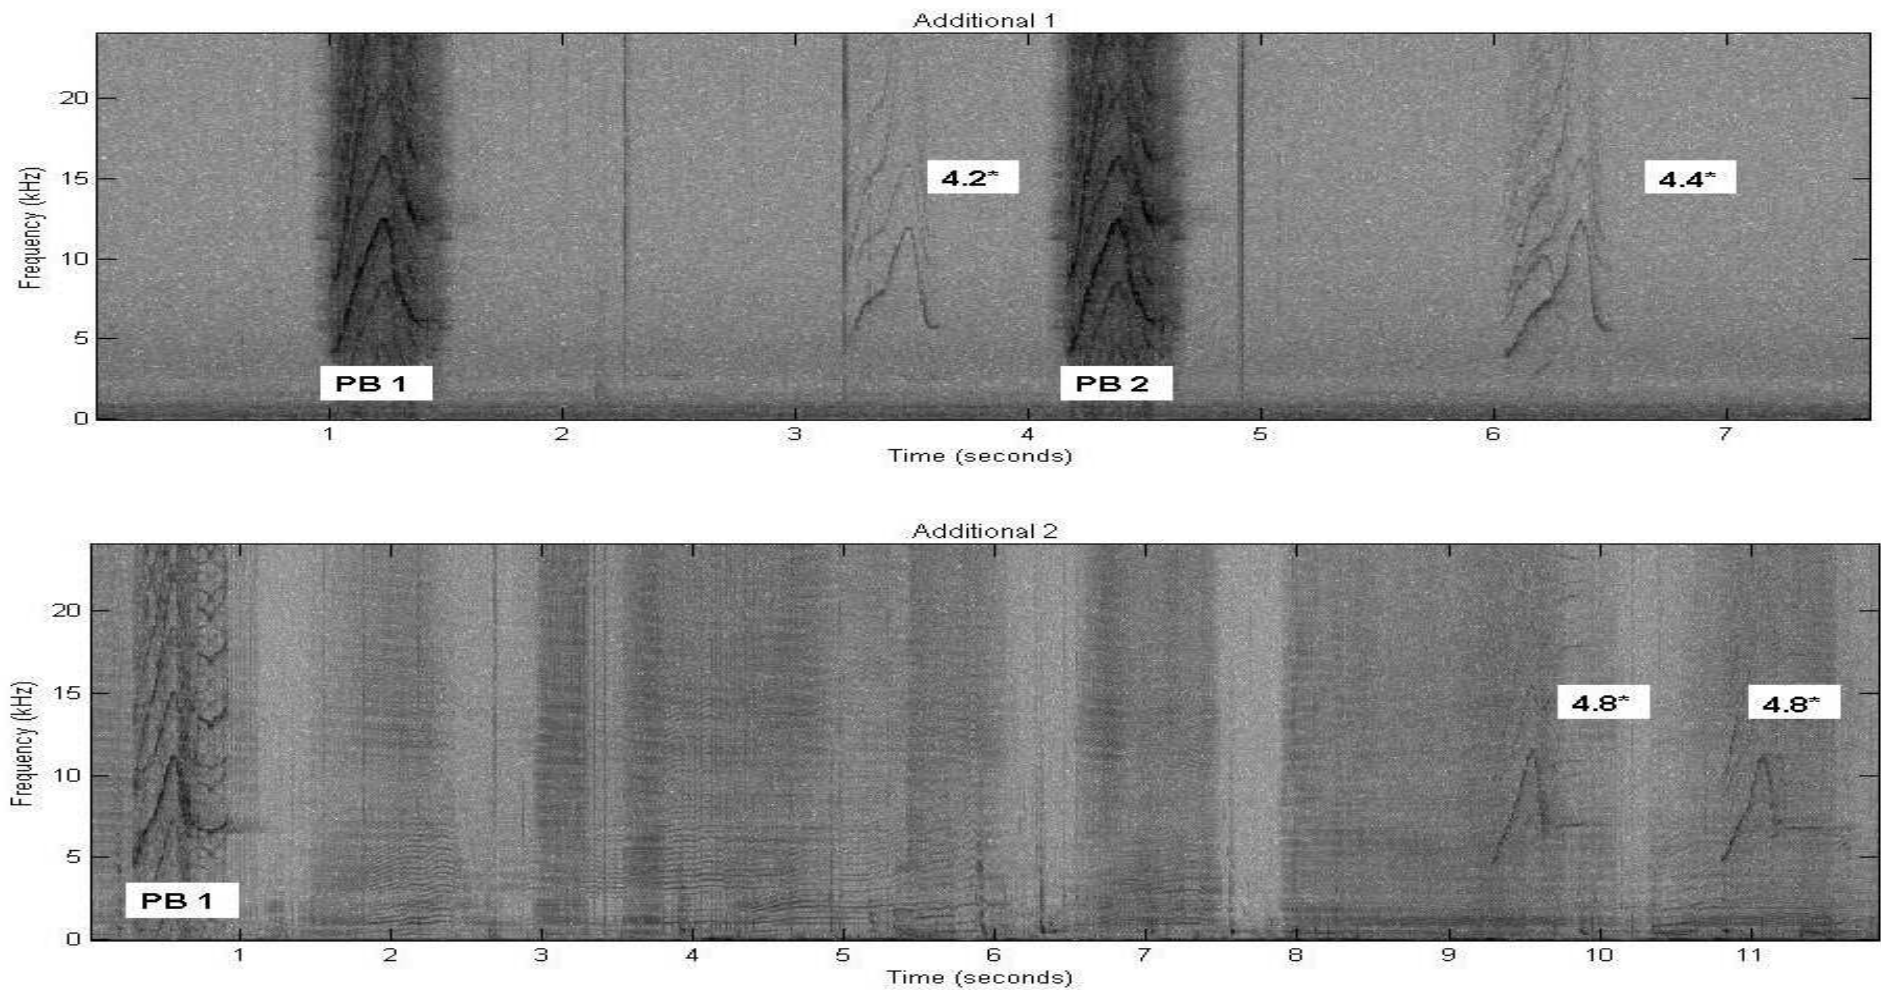 Additional 1
Frequency (kHz)
20
15
10
5
0
4.2*
4.4*
PB 1
PB 2
1 2 3 4 5 6 7
Time (seconds)
Additional 2
Frequency (kHz)
20
15
10
5
0
4.8*
4.8*
PB 1
1 2 3 4 5 6 7 8 9 10 11
Time (seconds)